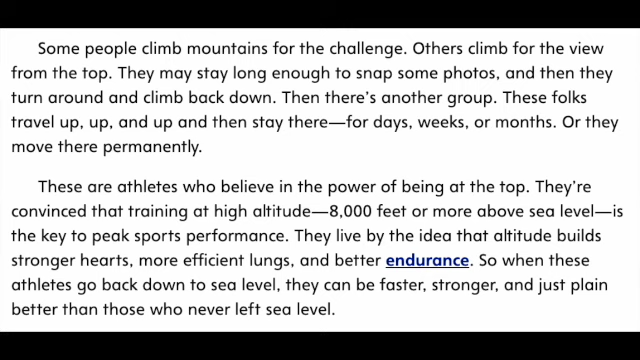 Some people climb mountains for the challenge. Others climb for the view
from the top. They may stay long enough to snap some photos, and then they
turn around and climb back down. Then there’s another group. These folks
travel up, up, and up and then stay there—for days, weeks, or months. Or they
move there permanently.
These are athletes who believe in the power of being at the top. They’re
convinced that training at high altitude—8,000 feet or more above sea level—is
the key to peak sports performance. They live by the idea that altitude builds
stronger hearts, more efficient lungs, and better endurance. So when these
athletes go back down to sea level, they can be faster, stronger, and just plain
better than those who never left sea level.